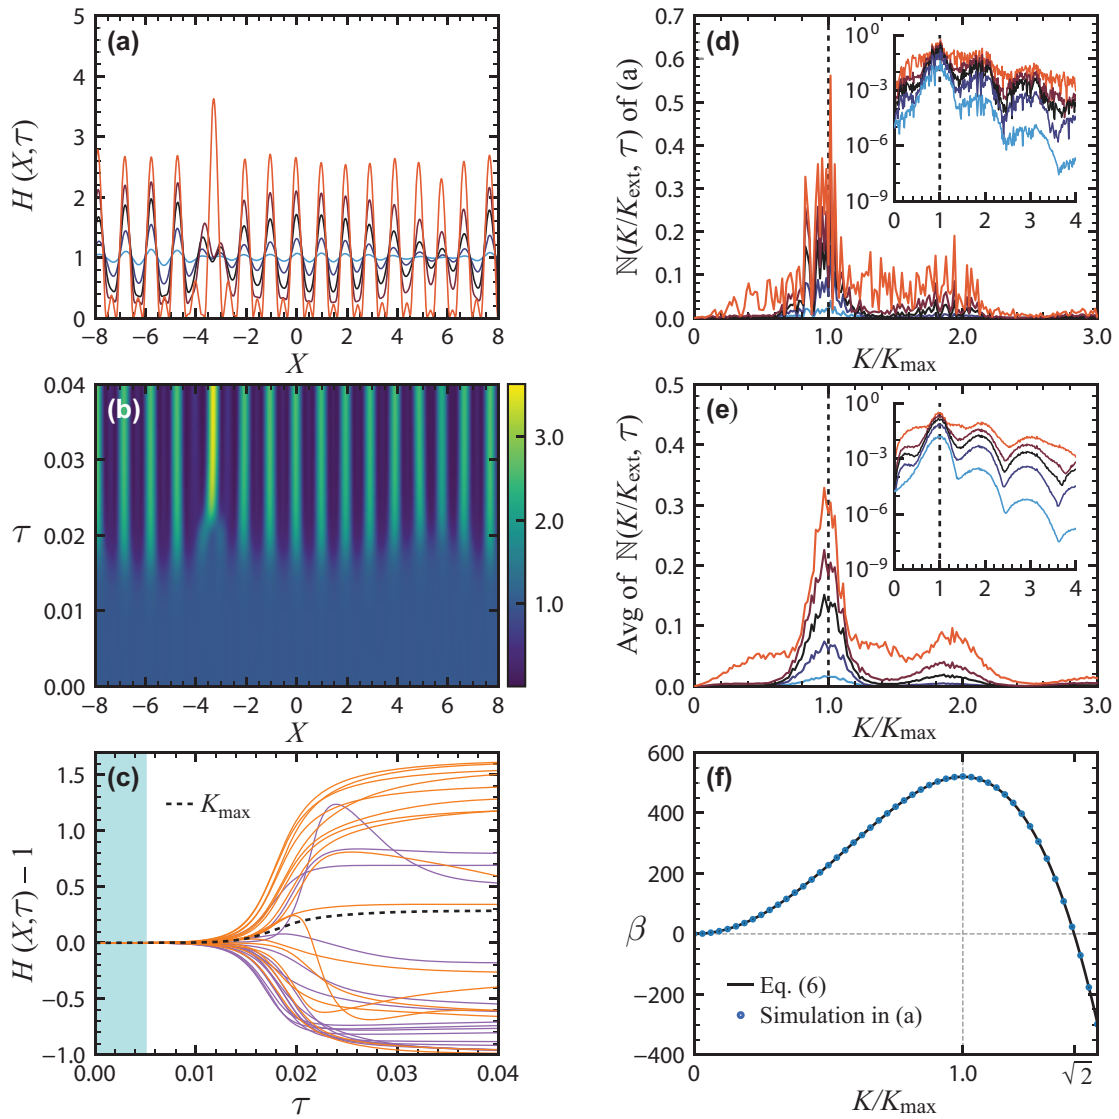 (a)
H (X,τ)
5
4
3
2
1
0
−8 −6 −4 −2 0 2 4 6 8
X
(b)
τ
0.04
0.03
0.02
0.01
0.00
−8 −6 −4 −2 0 2 4 6 8
X
3.0
2.0
1.0
(c)
K_max
H (X,τ) − 1
1.5
1.0
0.5
0.0
−0.5
−1.0
0.00 0.01 0.02 0.03 0.04
τ
(d)
ℕ(K/K_ext, τ) of (a)
0.7
0.6
0.5
0.4
0.3
0.2
0.1
0.0
0 1.0 2.0 3.0
K/K_max
10^0
10^−3
10^−6
10^−9
0 1 2 3 4
(e)
Avg of ℕ(K/K_ext, τ)
0.5
0.4
0.3
0.2
0.1
0.0
0 1.0 2.0 3.0
K/K_max
10^0
10^−3
10^−6
10^−9
0 1 2 3 4
(f)
β
600
400
200
0
−200
−400
Eq. (6)
Simulation in (a)
0 1.0 √2
K/K_max